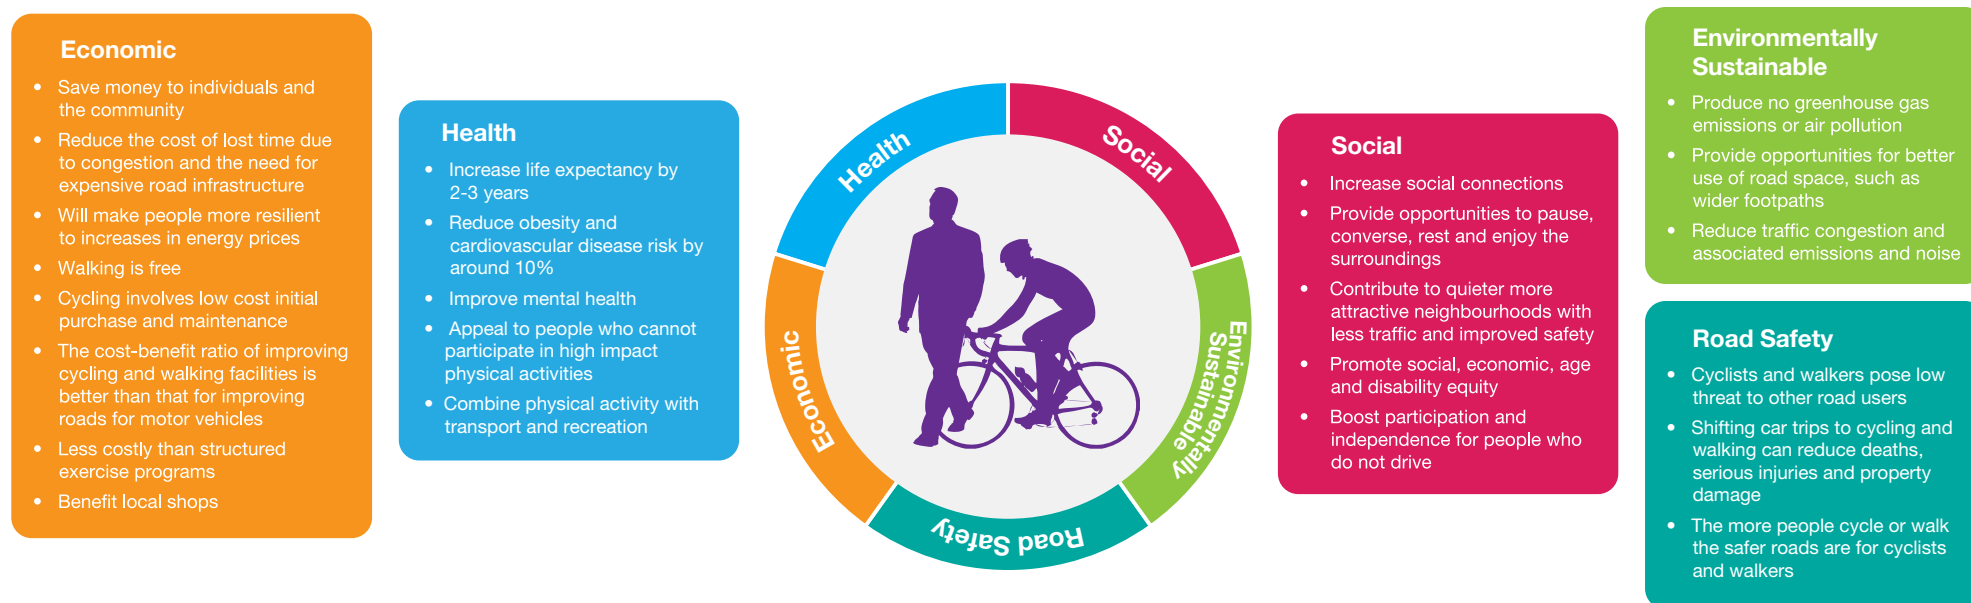 Economic
• Save money to individuals and
the community
• Reduce the cost of lost time due
to congestion and the need for
expensive road infrastructure
• Will make people more resilient
to increases in energy prices
• Walking is free
• Cycling involves low cost initial
purchase and maintenance
• The cost-benefit ratio of improving
cycling and walking facilities is
better than that for improving
roads for motor vehicles
• Less costly than structured
exercise programs
• Benefit local shops
Health
• Increase life expectancy by
2-3 years
• Reduce obesity and
cardiovascular disease risk by
around 10%
• Improve mental health
• Appeal to people who cannot
participate in high impact
physical activities
• Combine physical activity with
transport and recreation
Health
Social
Environmentally
Sustainable
Road Safety
Economic
Social
• Increase social connections
• Provide opportunities to pause,
converse, rest and enjoy the
surroundings
• Contribute to quieter more
attractive neighbourhoods with
less traffic and improved safety
• Promote social, economic, age
and disability equity
• Boost participation and
independence for people who
do not drive
Environmentally
Sustainable
• Produce no greenhouse gas
emissions or air pollution
• Provide opportunities for better
use of road space, such as
wider footpaths
• Reduce traffic congestion and
associated emissions and noise
Road Safety
• Cyclists and walkers pose low
threat to other road users
• Shifting car trips to cycling and
walking can reduce deaths,
serious injuries and property
damage
• The more people cycle or walk
the safer roads are for cyclists
and walkers